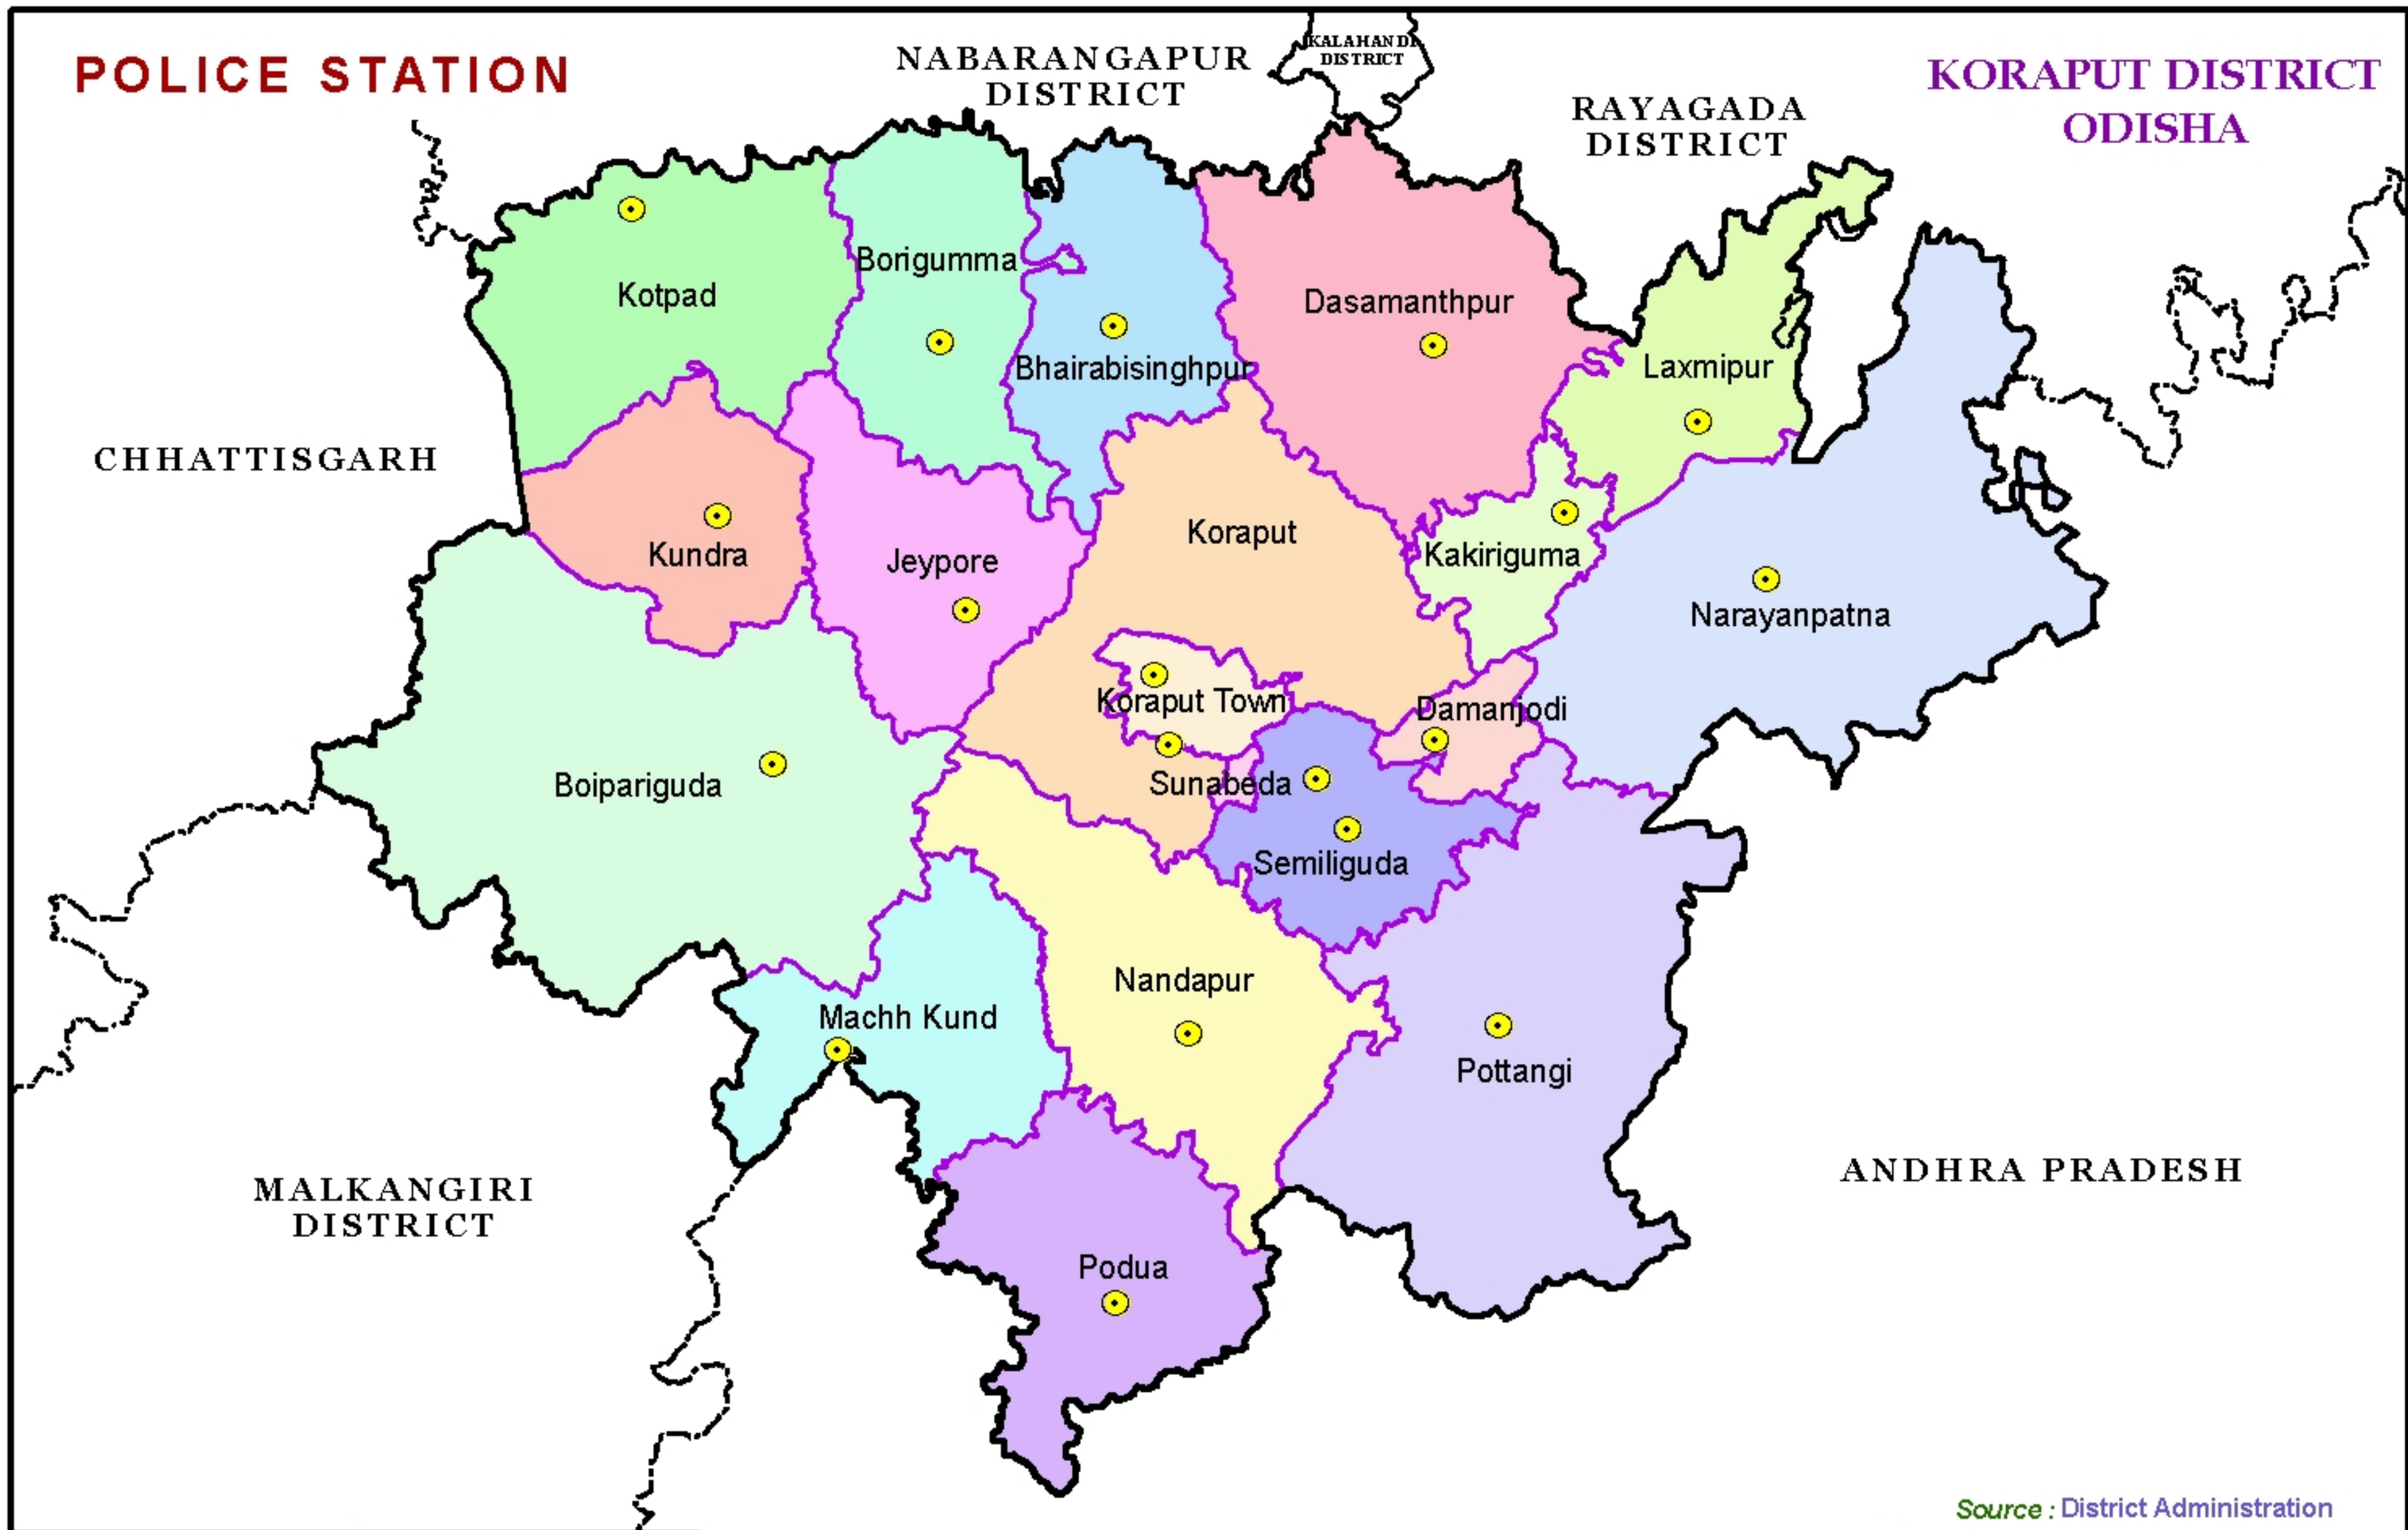 POLICE STATION
NABARANGAPUR
DISTRICT
KALAHANDI
DISTRICT
RAYAGADA
DISTRICT
KORAPUT DISTRICT
ODISHA
Kotpad
Borigumma
Bhairabisinghpur
Dasamanthpur
Laxmipur
CHHATTISGARH
Kundra
Jeypore
Koraput
Kakiriguma
Narayanpatna
Koraput Town
Damanjodi
Boipariguda
Sunabeda
Semiliguda
Nandapur
Machh Kund
Pottangi
MALKANGIRI
DISTRICT
ANDHRA PRADESH
Podua
Source : District Administration